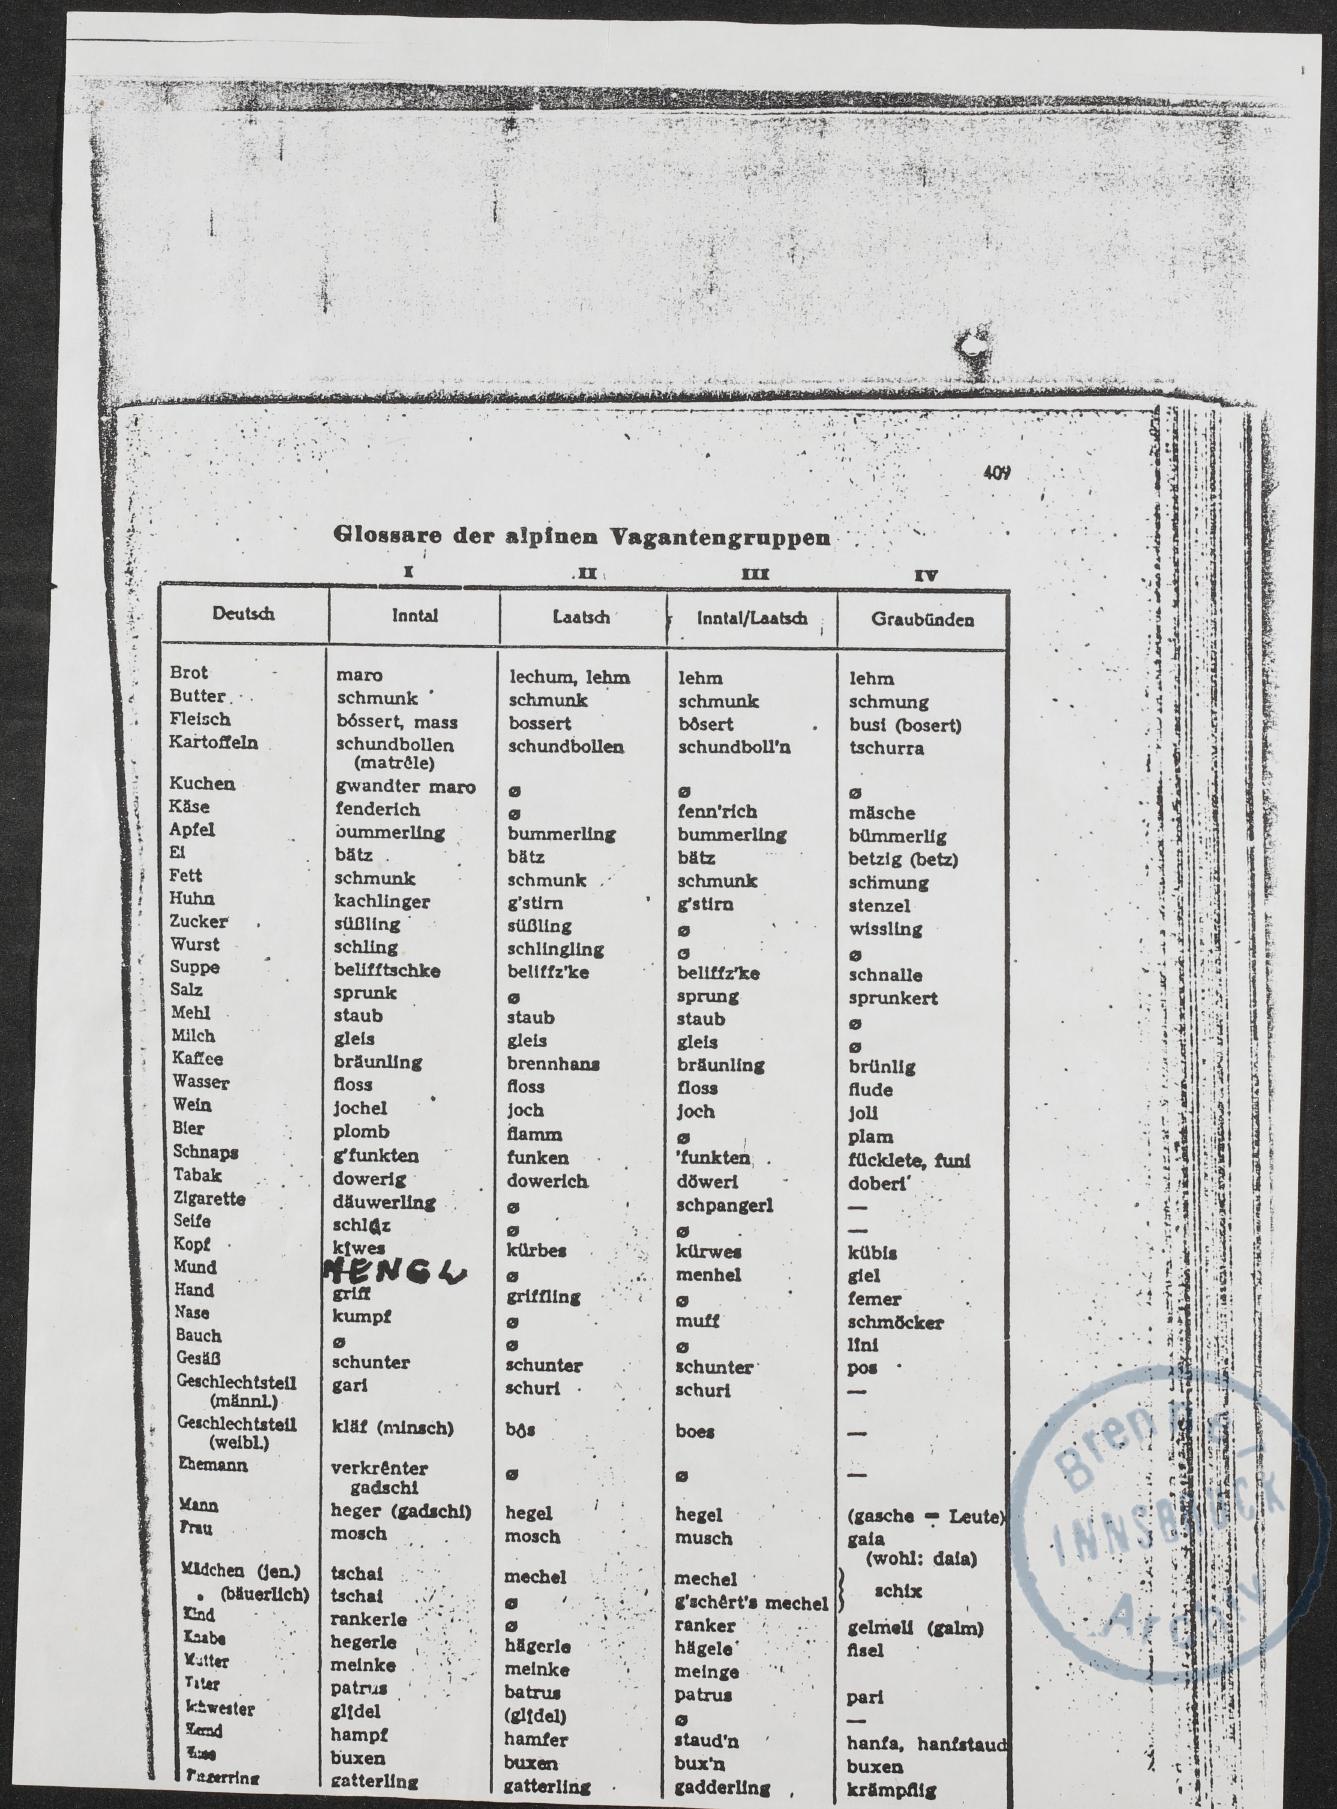 409
Glossare der alpinen Vagantengruppen
I II III IV
Deutsch Inntal Laatsch Inntal/Laatsch Graubünden
Brot maro lechum, lehm lehm lehm
Butter schmunk schmunk schmunk schmung
Fleisch bóssert, mass bossert bôsert busi (bosert)
Kartoffeln schundbollen schundbollen schundboll'n tschurra
(matrêle)
Kuchen gwandter maro ø ø ø
Käse fenderich ø fenn'rich mäsche
Apfel bummerling bummerling bummerling bümmerlig
Ei bätz bätz bätz betzig (betz)
Fett schmunk schmunk schmunk schmung
Huhn kachlinger g'stirn g'stirn stenzel
Zucker süßling süßling ø wissling
Wurst schling schlingling ø ø
Suppe belifftschke beliffz'ke beliffz'ke schnalle
Salz sprunk ø sprung sprunkert
Mehl staub staub staub ø
Milch gleis gleis gleis ø
Kaffee bräunling brennhans bräunling brünlig
Wasser floss floss floss flude
Wein jochel joch joch joli
Bier plomb flamm ø plam
Schnaps g'funkten funken 'funkten fücklete, funi
Tabak dowerig dowerich döweri doberi
Zigarette däuwerling ø schpangerl —
Seife schlaz ø ø —
Kopf kîwes kürbes kürwes kübis
Mund MENGL ø menhel giel
Hand griff griffling ø femer
Nase kumpf ø muff schmöcker
Bauch ø ø ø lini
Gesäß schunter schunter schunter pos
Geschlechtsteil gari schuri schuri —
(männl.)
Geschlechtsteil kläf (minsch) bôs boes —
(weibl.)
Ehemann verkrênter ø ø —
gadschi
Mann heger (gadschi) hegel hegel (gasche = Leute)
Frau mosch mosch musch gaia
(wohl: daia)
Mädchen (jen.) tschai mechel mechel schix
„ (bäuerlich) tschai ø g'schêrt's mechel
Kind rankerle ø ranker gelmeli (galm)
Knabe hegerle hägerle hägele fisel
Mutter meinke meinke meinge
Vater patrus batrus patrus pari
Schwester glîdel (glîdel) ø —
Hemd hampf hamfer staud'n hanfa, hanfstaud
Hose buxen buxen bux'n buxen
Fingerring gatterling gatterling gadderling krämpflig
Brenner
INNSBRUCK
Archiv